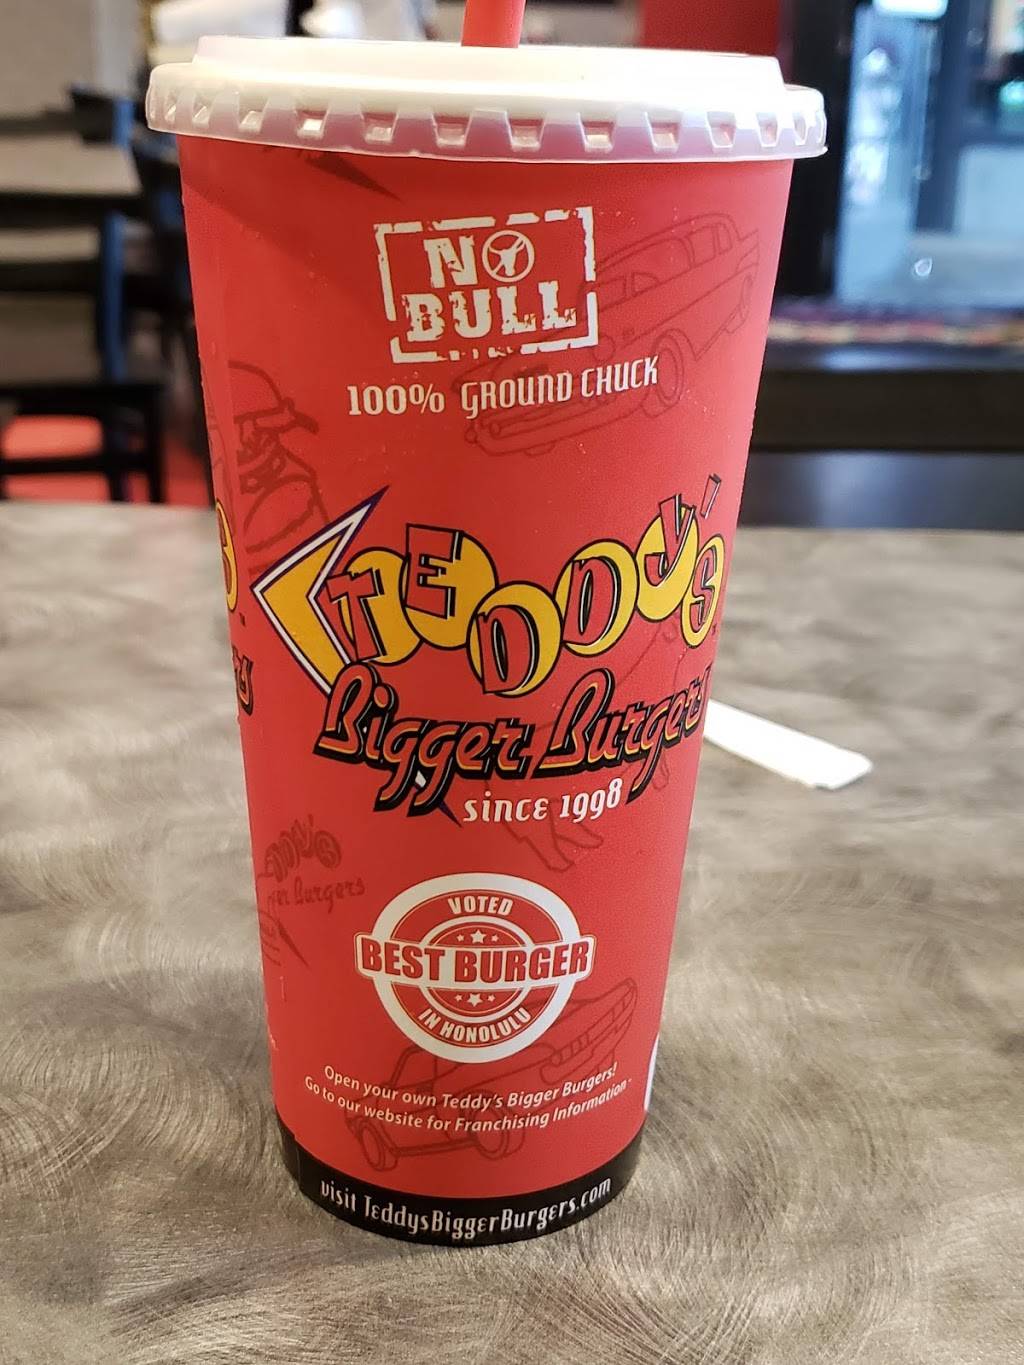 NO
BULL
100% GROUND CHUCK
TEDDY'S
Bigger Burgers
SINCE 1998
VOTED
BEST BURGER
IN HONOLULU
Open your own Teddy's Bigger Burgers!
Go to our website for Franchising Information
visit TeddysBiggerBurgers.com